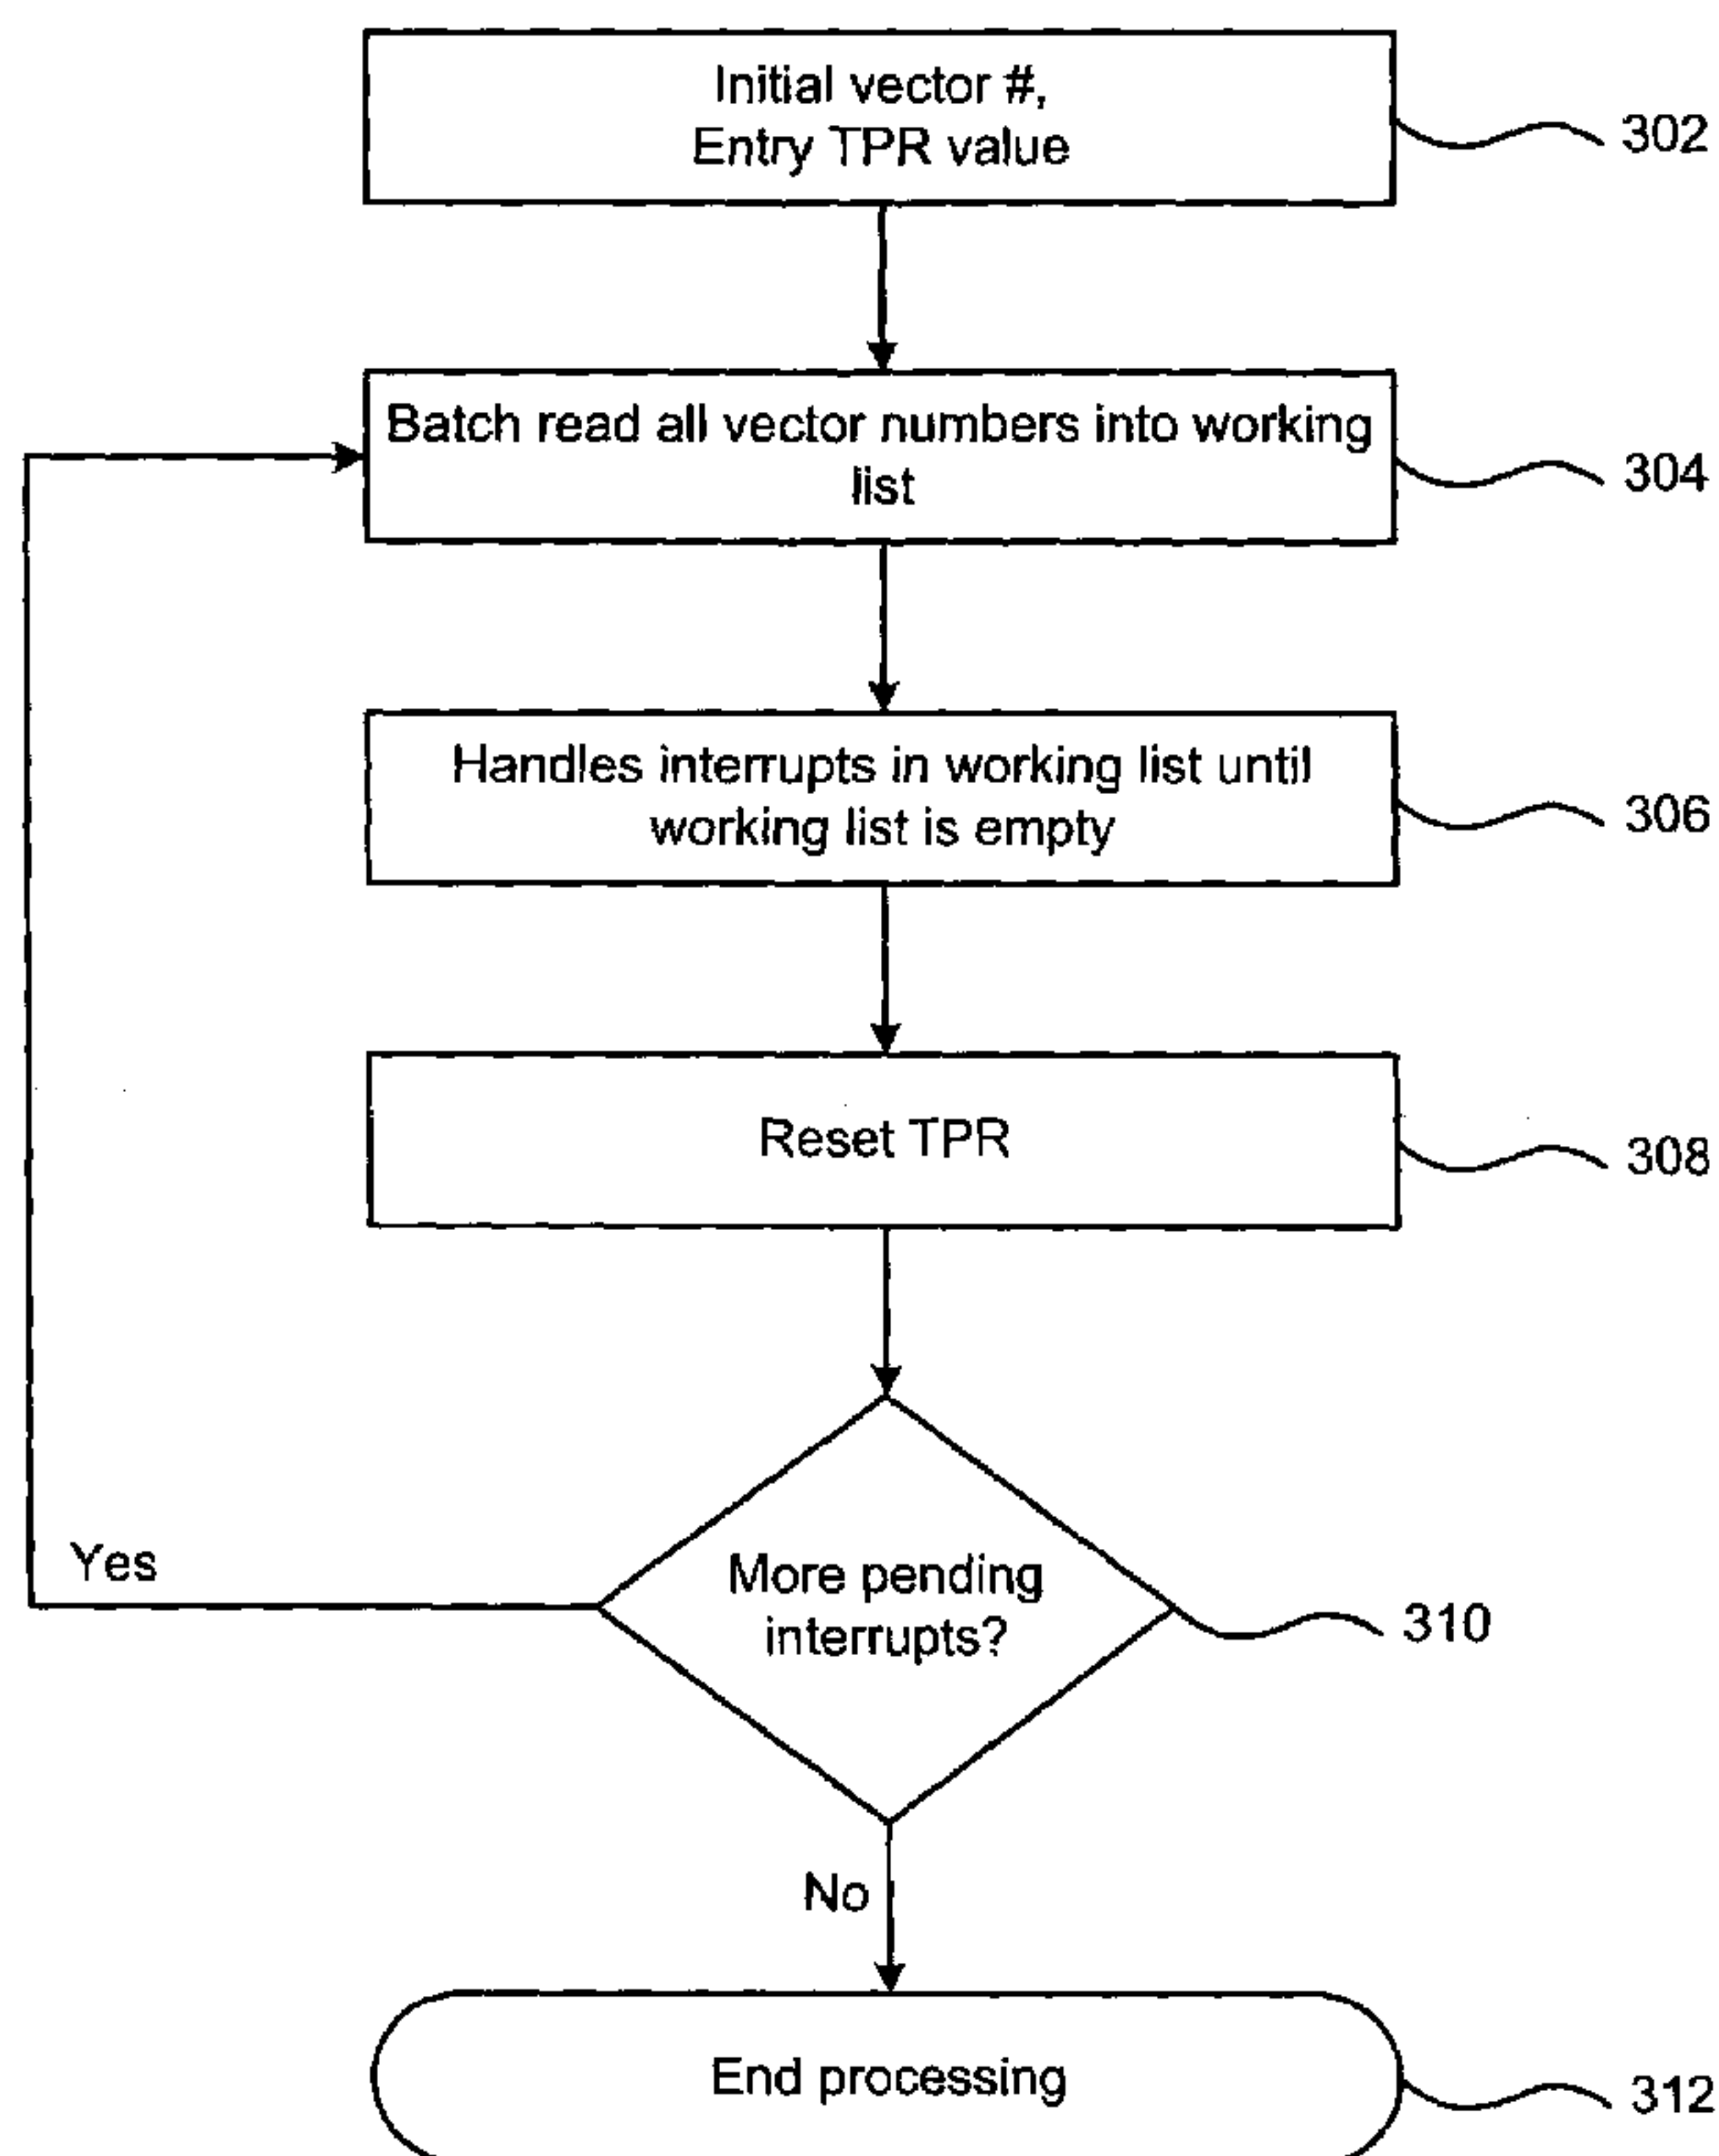 Initial vector #,
Entry TPR value
302
Batch read all vector numbers into working
list
304
Handles interrupts in working list until
working list is empty
306
Reset TPR
308
More pending
interrupts?
310
Yes
No
End processing
312